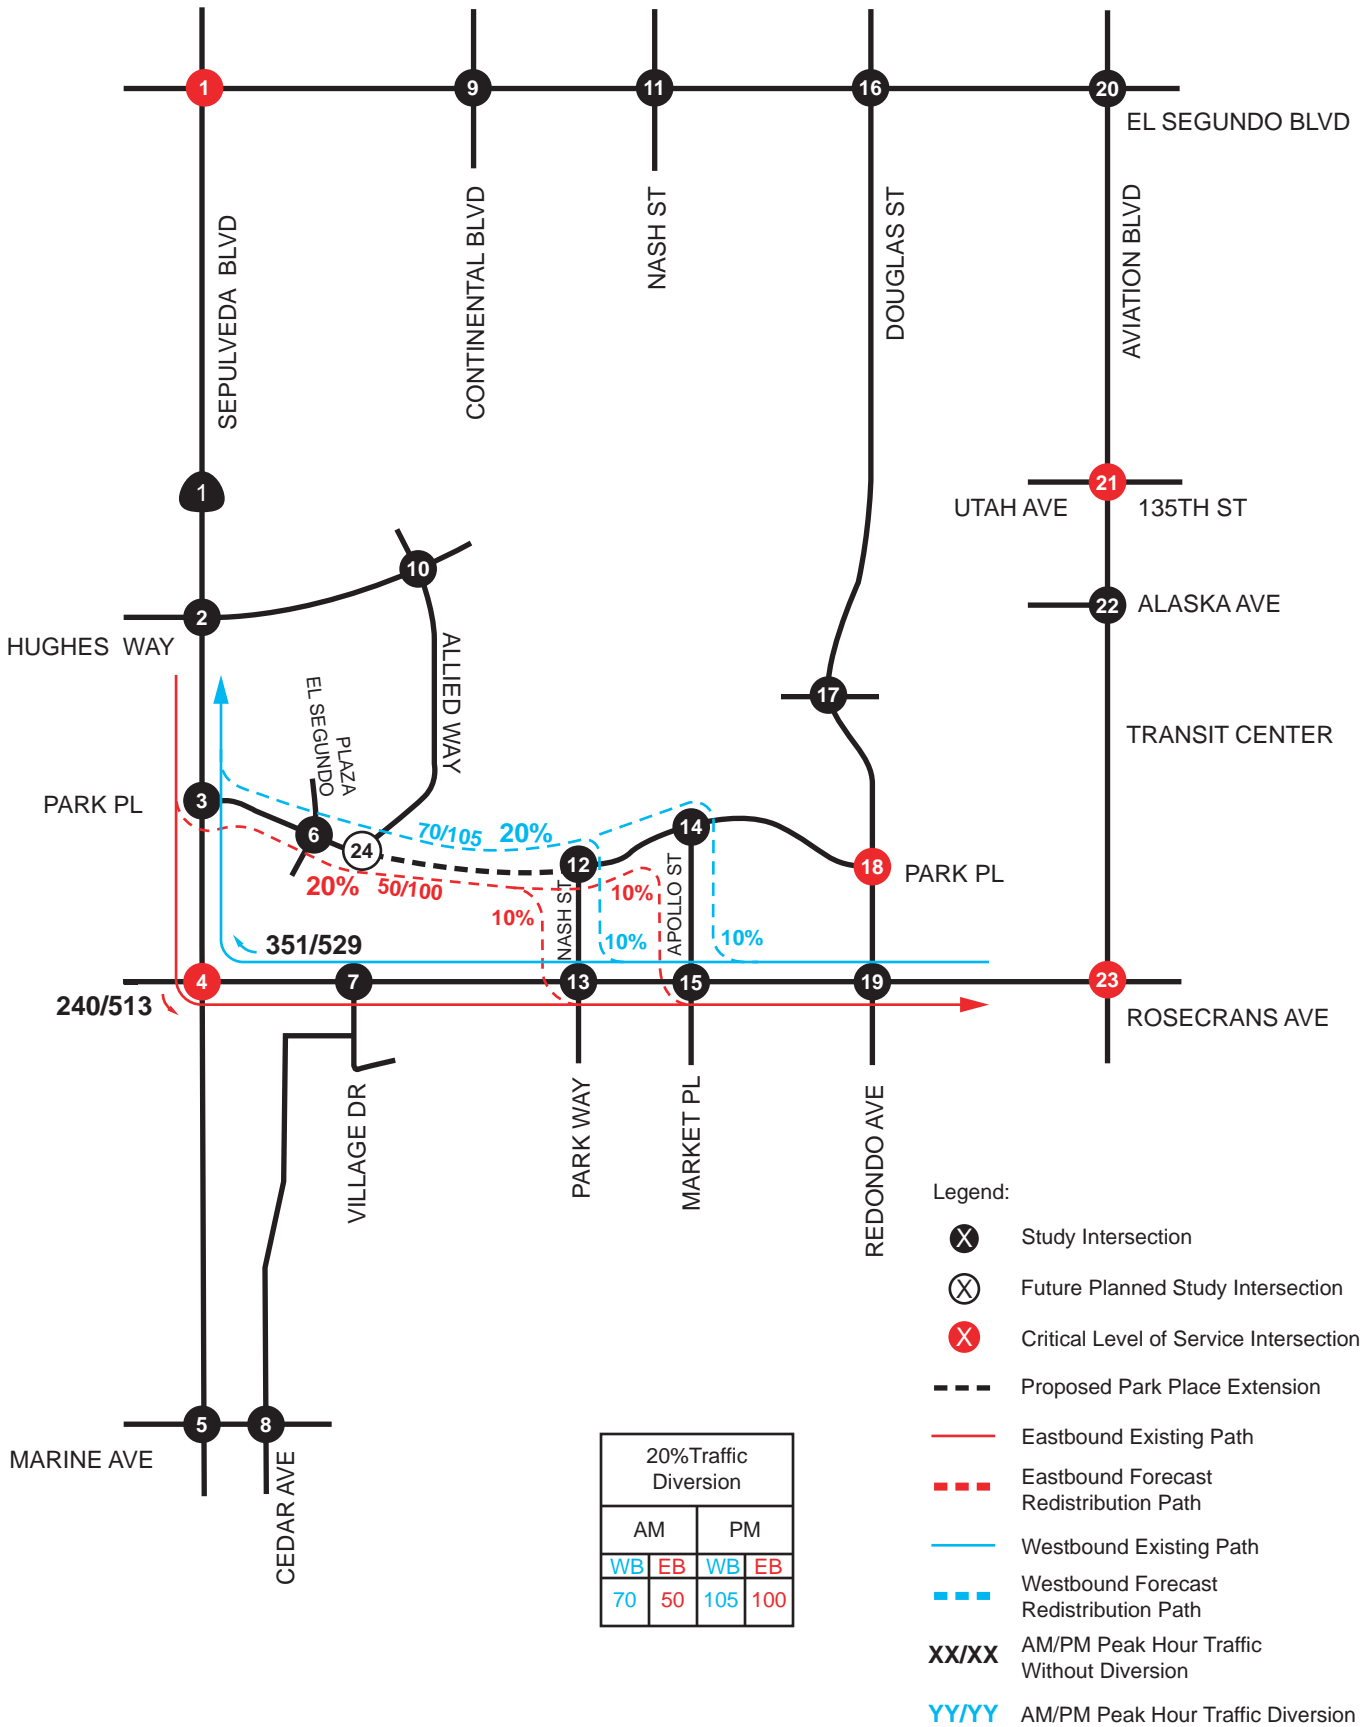 1
9
11
16
20
EL SEGUNDO BLVD
SEPULVEDA BLVD
CONTINENTAL BLVD
NASH ST
DOUGLAS ST
AVIATION BLVD
1
21
UTAH AVE
135TH ST
10
2
22
ALASKA AVE
HUGHES WAY
ALLIED WAY
EL SEGUNDO
PLAZA
17
TRANSIT CENTER
3
PARK PL
6
24
70/105
20%
14
12
18
PARK PL
20%
50/100
10%
10%
NASH ST
APOLLO ST
10%
10%
351/529
4
7
13
15
19
23
240/513
ROSECRANS AVE
VILLAGE DR
PARK WAY
MARKET PL
REDONDO AVE
5
8
MARINE AVE
CEDAR AVE
20%Traffic
Diversion
AM PM
WB EB WB EB
70 50 105 100
Legend:
X Study Intersection
X Future Planned Study Intersection
X Critical Level of Service Intersection
Proposed Park Place Extension
Eastbound Existing Path
Eastbound Forecast
Redistribution Path
Westbound Existing Path
Westbound Forecast
Redistribution Path
XX/XX AM/PM Peak Hour Traffic
Without Diversion
YY/YY AM/PM Peak Hour Traffic Diversion